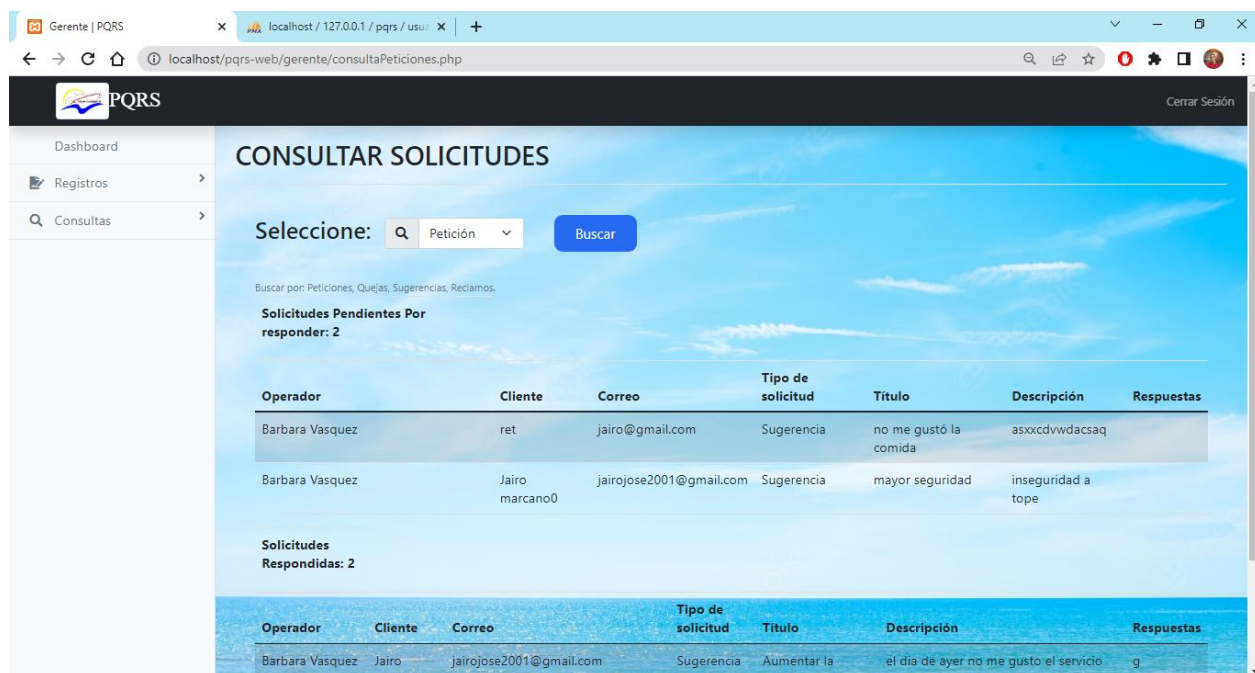 Gerente | PQRS
localhost / 127.0.0.1 / pqrs / usua
localhost/pqrs-web/gerente/consultaPeticiones.php
PQRS
Cerrar Sesión
Dashboard
Registros
Consultas
CONSULTAR SOLICITUDES
Seleccione: Petición Buscar
Buscar por: Peticiones, Quejas, Sugerencias, Reclamos.
Solicitudes Pendientes Por
responder: 2
Operador Cliente Correo Tipo de solicitud Título Descripción Respuestas
Barbara Vasquez ret jairo@gmail.com Sugerencia no me gustó la comida asxxcdvwdacsaq
Barbara Vasquez Jairo marcano0 jairojose2001@gmail.com Sugerencia mayor seguridad inseguridad a tope
Solicitudes
Respondidas: 2
Operador Cliente Correo Tipo de solicitud Título Descripción Respuestas
Barbara Vasquez Jairo jairojose2001@gmail.com Sugerencia Aumentar la el dia de ayer no me gusto el servicio g